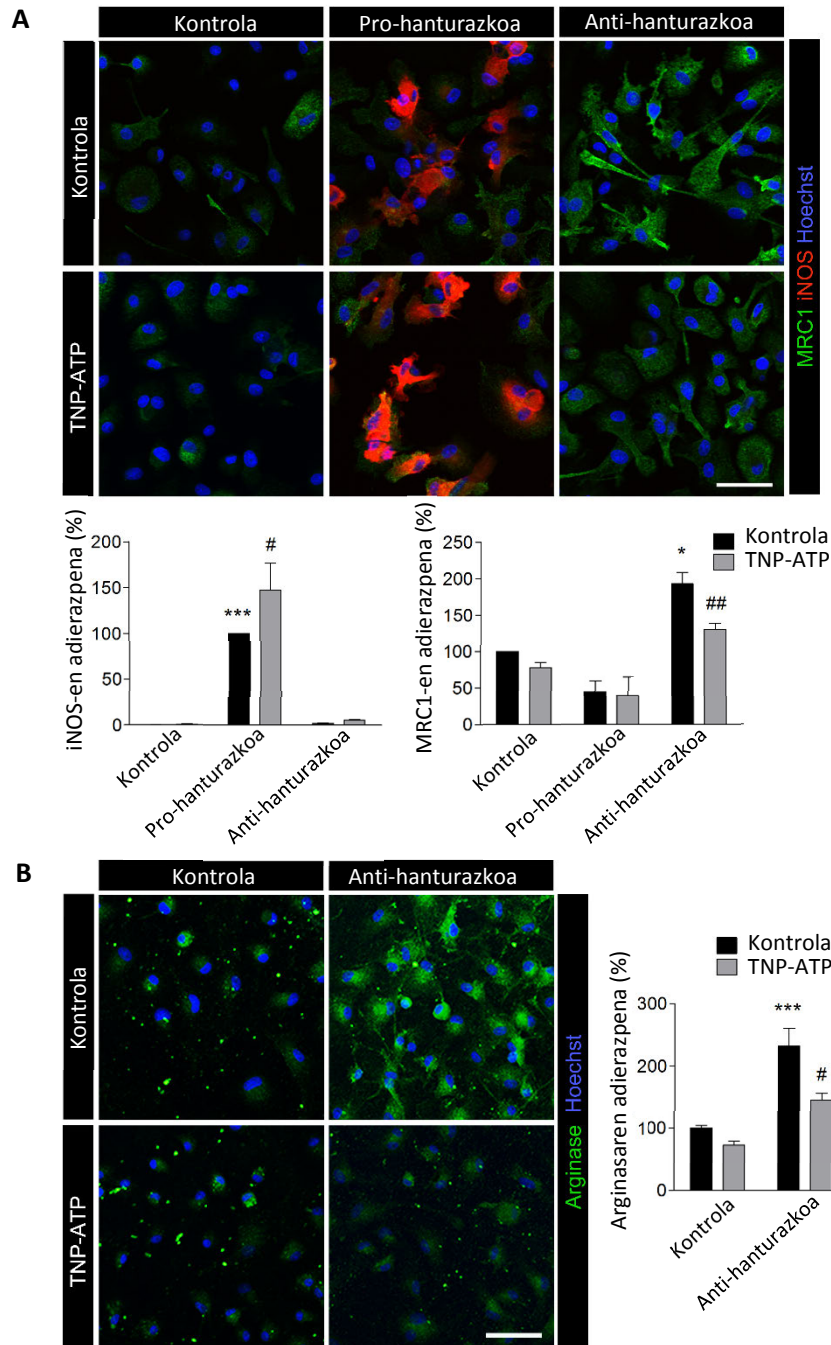 A
Kontrola
Pro-hanturazkoa
Anti-hanturazkoa
Kontrola
TNP-ATP
MRC1 iNOS Hoechst
iNOS-en adierazpena (%)
200
150
100
50
0
***
#
Kontrola
Pro-hanturazkoa
Anti-hanturazkoa
MRC1-en adierazpena (%)
250
200
150
100
50
0
*
##
Kontrola
TNP-ATP
Kontrola
Pro-hanturazkoa
Anti-hanturazkoa
B
Kontrola
Anti-hanturazkoa
Kontrola
TNP-ATP
Arginase Hoechst
Kontrola
TNP-ATP
Arginasaren adierazpena (%)
300
200
100
0
***
#
Kontrola
Anti-hanturazkoa